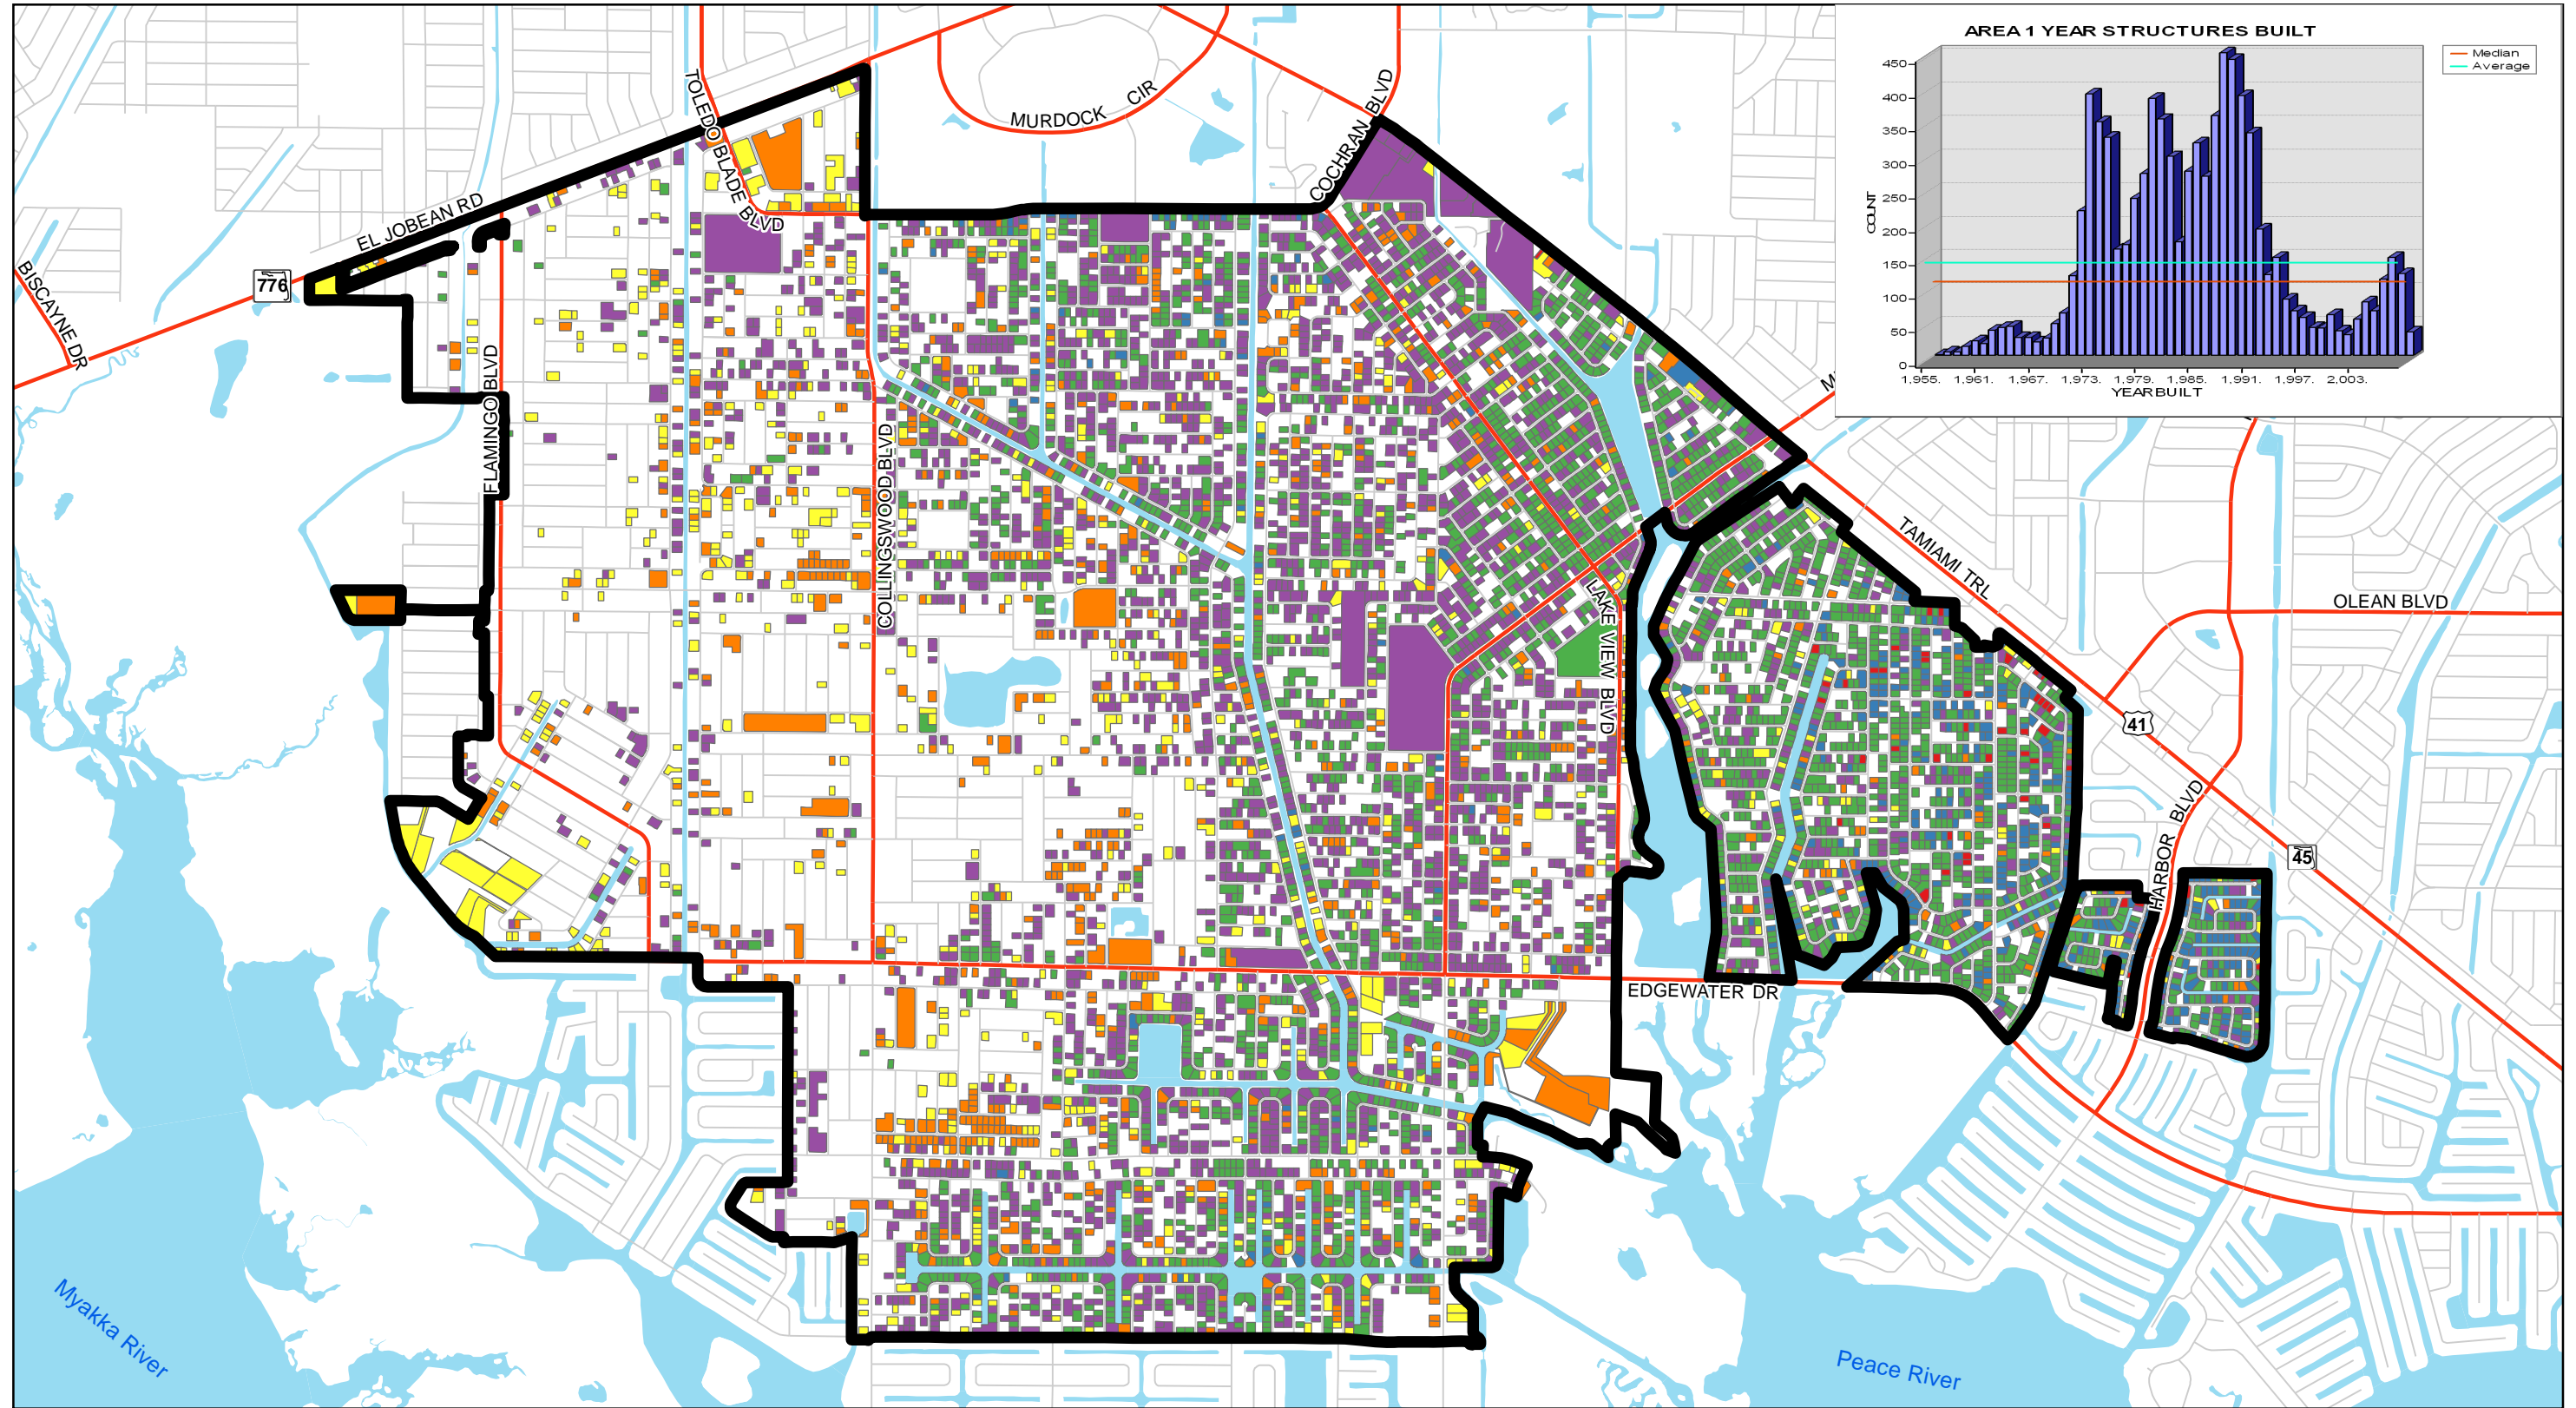 AREA 1 YEAR STRUCTURES BUILT
Median
Average
450
400
350
300
250
200
150
100
50
0
COUNT
1,955. 1,961. 1,967. 1,973. 1,979. 1,985. 1,991. 1,997. 2,003.
YEARBUILT
TOLEDO BLADE BLVD
MURDOCK CIR
COCHRAN BLVD
EL JOBEAN RD
776
BISCAYNE DR
FLAMINGO BLVD
COLLINGSWOOD BLVD
LAKE VIEW BLVD
TAMIAMI TRL
OLEAN BLVD
41
45
HARBOR BLVD
EDGEWATER DR
Myakka River
Peace River